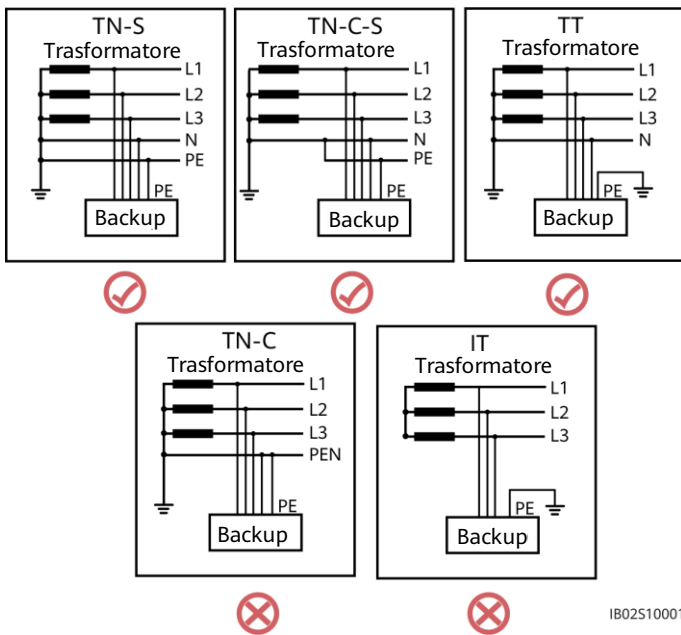 TN-S
Trasformatore
L1
L2
L3
N
PE
PE
Backup
TN-C-S
Trasformatore
L1
L2
L3
N
PE
PE
Backup
TT
Trasformatore
L1
L2
L3
N
PE
Backup
TN-C
Trasformatore
L1
L2
L3
PEN
PE
Backup
IT
Trasformatore
L1
L2
L3
PE
Backup
IB02S10001